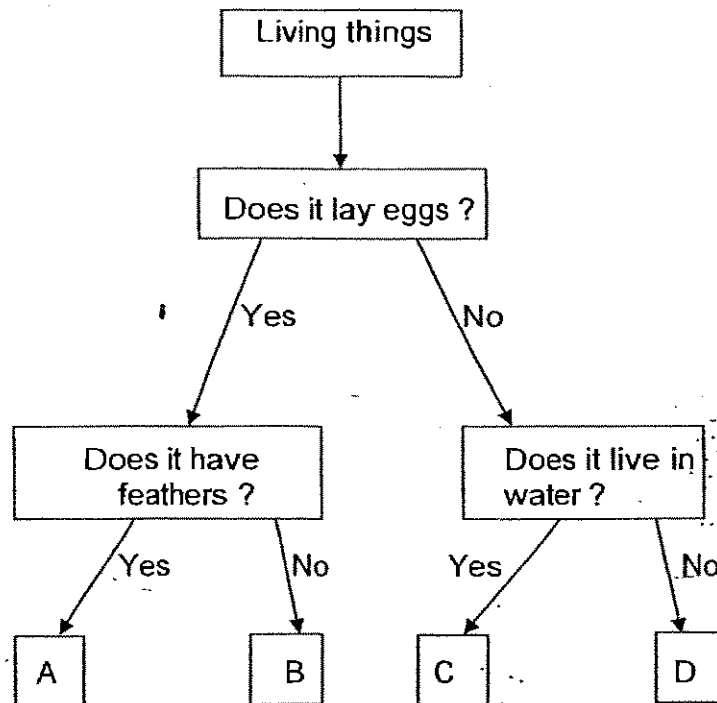 Living things
Does it lay eggs ?
Yes
No
Does it have
feathers ?
Does it live in
water ?
Yes
No
Yes
No
A
B
C
D